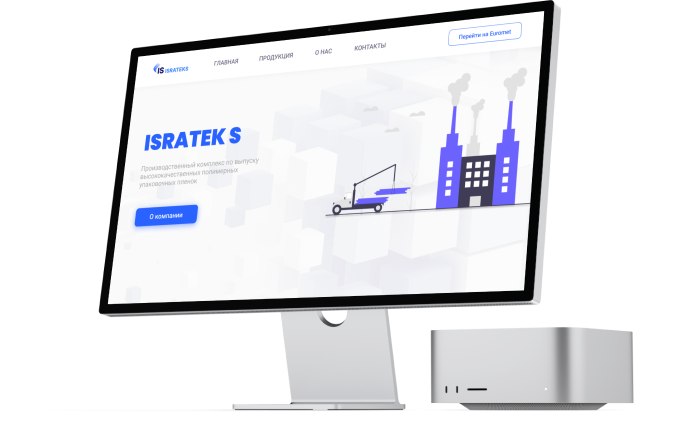 IS ISRATEKS
ГЛАВНАЯ
ПРОДУКЦИЯ
О НАС
КОНТАКТЫ
Перейти на Euromet
ISRATEK S
Производственный комплекс по выпуску
высококачественных полимерных
упаковочных пленок
О компании